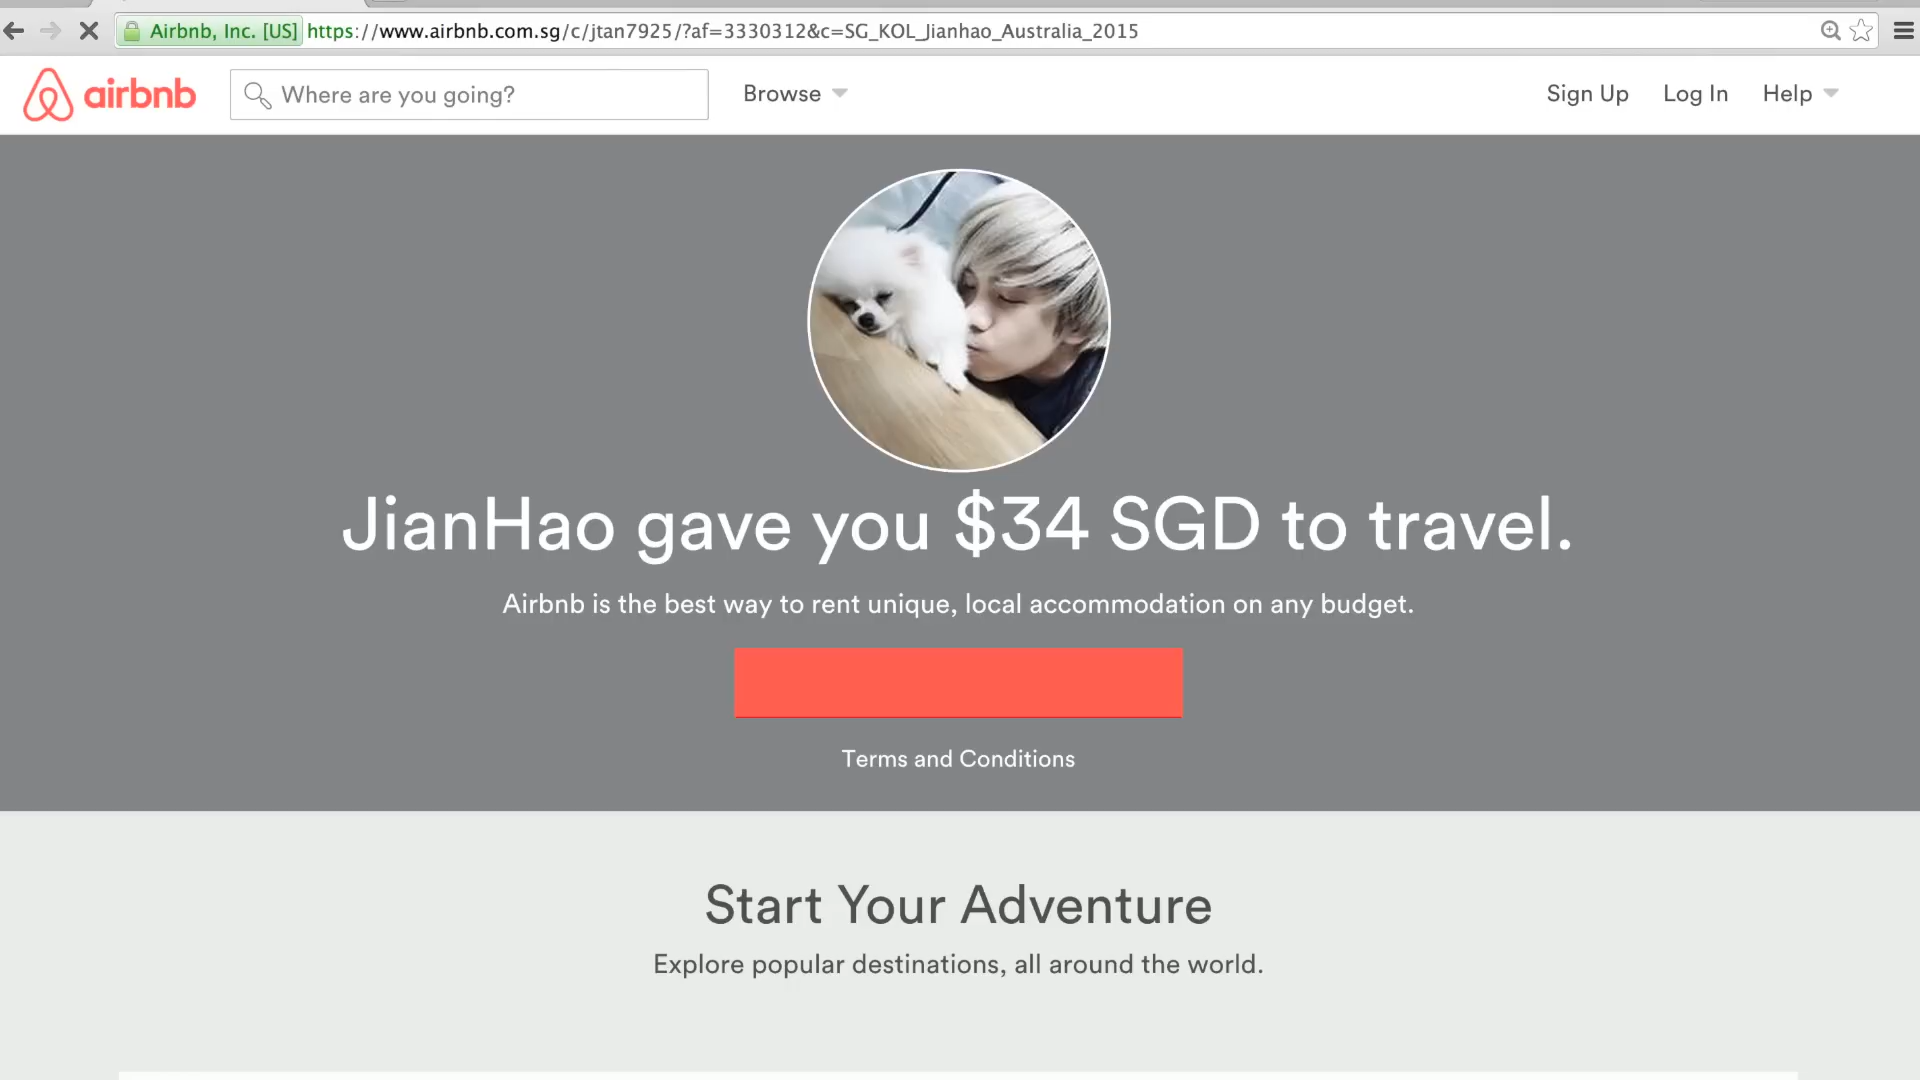 Airbnb, Inc. [US] https://www.airbnb.com.sg/c/jtan7925/?af=3330312&c=SG_KOL_Jianhao_Australia_2015
airbnb Where are you going? Browse Sign Up Log In Help
JianHao gave you $34 SGD to travel.
Airbnb is the best way to rent unique, local accommodation on any budget.
Terms and Conditions
Start Your Adventure
Explore popular destinations, all around the world.